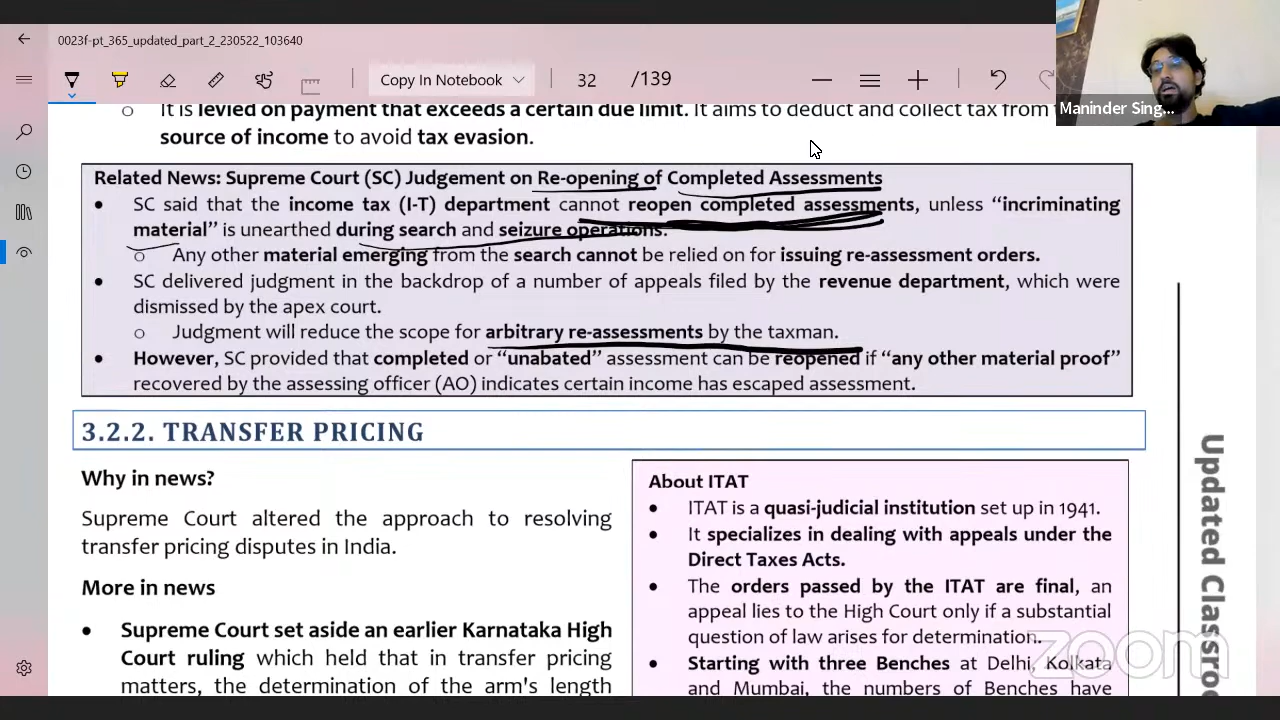 0023f-pt_365_updated_part_2_230522_103640
Copy In Notebook
32 /139
Maninder Sing...
o It is levied on payment that exceeds a certain due limit. It aims to deduct and collect tax from
source of income to avoid tax evasion.
Related News: Supreme Court (SC) Judgement on Re-opening of Completed Assessments
• SC said that the income tax (I-T) department cannot reopen completed assessments, unless “incriminating
material” is unearthed during search and seizure operations.
o Any other material emerging from the search cannot be relied on for issuing re-assessment orders.
• SC delivered judgment in the backdrop of a number of appeals filed by the revenue department, which were
dismissed by the apex court.
o Judgment will reduce the scope for arbitrary re-assessments by the taxman.
• However, SC provided that completed or “unabated” assessment can be reopened if “any other material proof”
recovered by the assessing officer (AO) indicates certain income has escaped assessment.
3.2.2. TRANSFER PRICING
Why in news?
Supreme Court altered the approach to resolving
transfer pricing disputes in India.
More in news
• Supreme Court set aside an earlier Karnataka High
Court ruling which held that in transfer pricing
matters, the determination of the arm's length
About ITAT
• ITAT is a quasi-judicial institution set up in 1941.
• It specializes in dealing with appeals under the
Direct Taxes Acts.
• The orders passed by the ITAT are final, an
appeal lies to the High Court only if a substantial
question of law arises for determination.
• Starting with three Benches at Delhi, Kolkata
and Mumbai, the numbers of Benches have
Updated Classroo
zoom